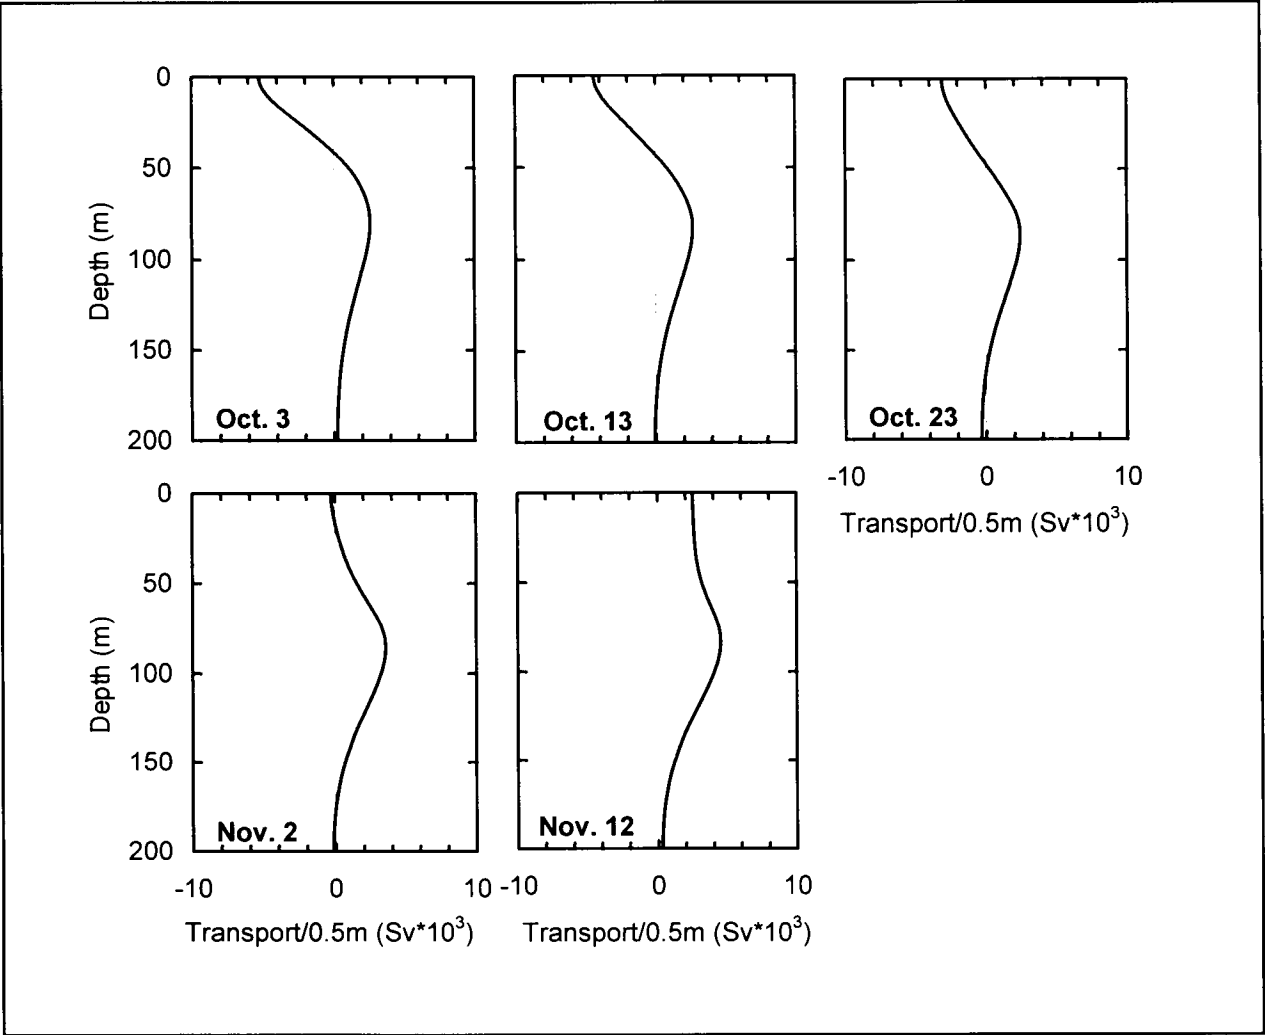 0
50
100
150
200
Depth (m)
Oct. 3
Oct. 13
Oct. 23
-10 0 10
Transport/0.5m (Sv*10³)
0
50
100
150
200
Depth (m)
Nov. 2
Nov. 12
-10 0 10 -10 0 10
Transport/0.5m (Sv*10³) Transport/0.5m (Sv*10³)